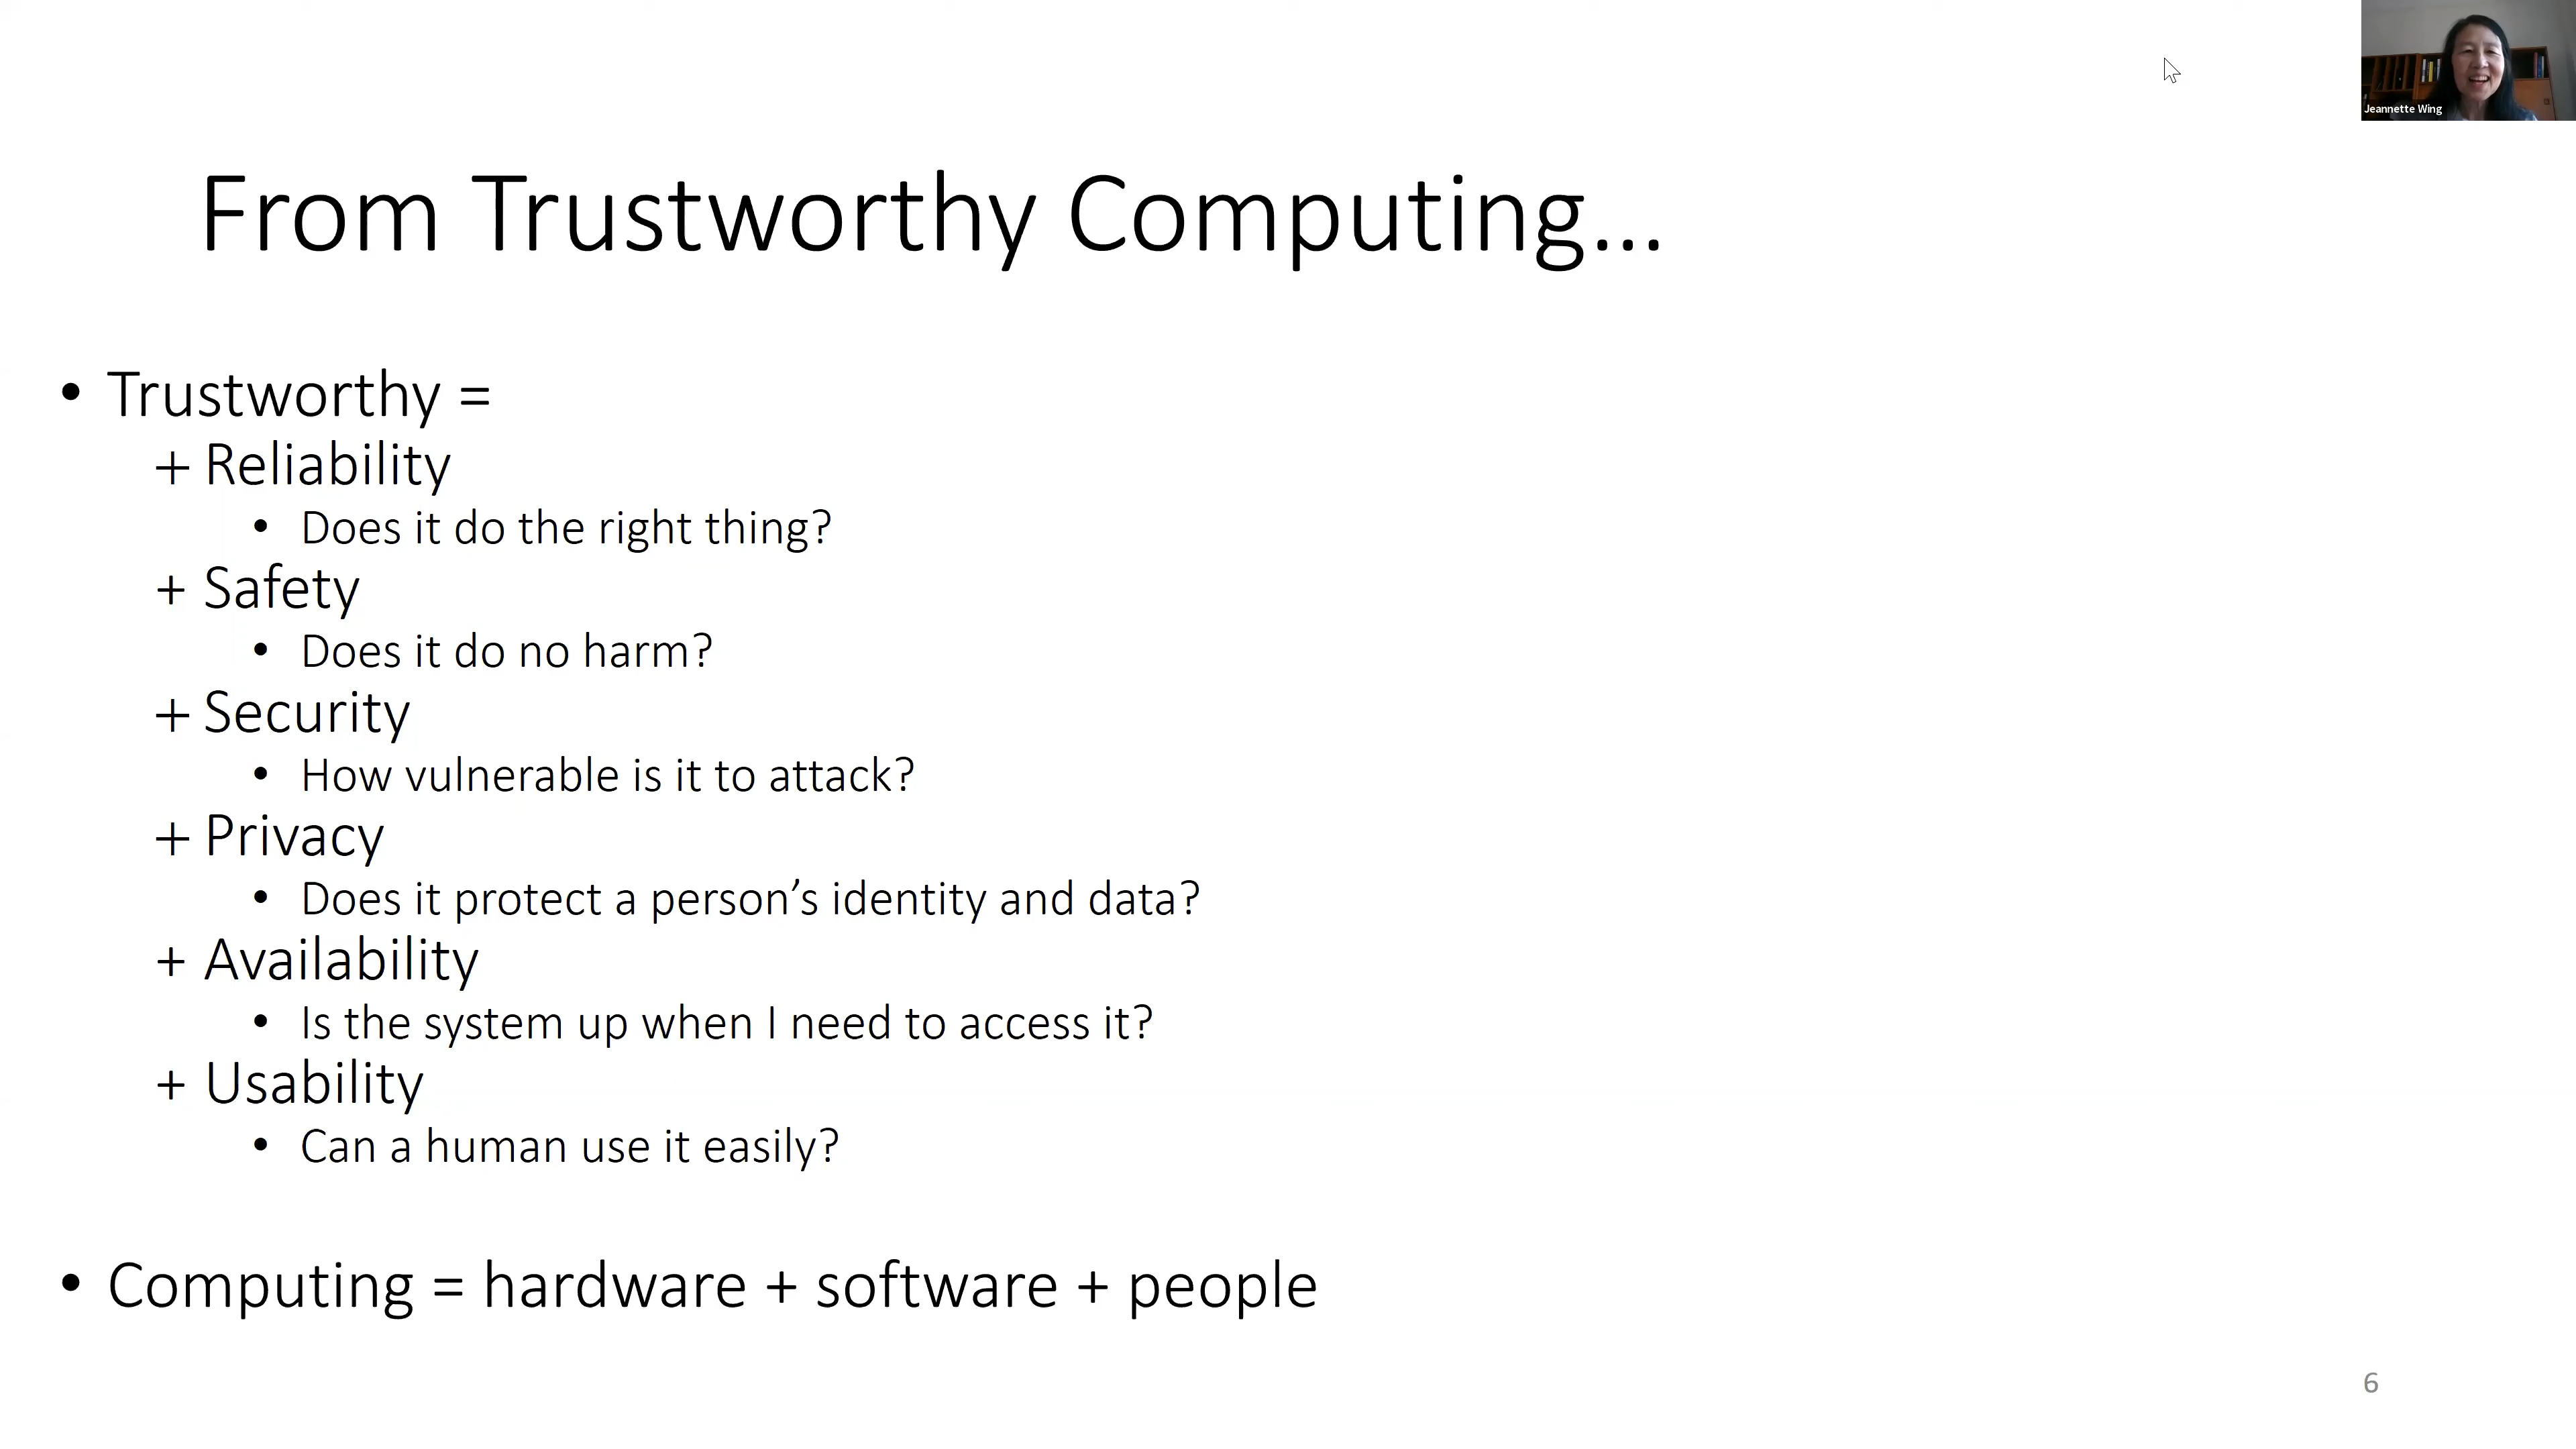 Jeannette Wing
From Trustworthy Computing...
• Trustworthy =
+ Reliability
• Does it do the right thing?
+ Safety
• Does it do no harm?
+ Security
• How vulnerable is it to attack?
+ Privacy
• Does it protect a person’s identity and data?
+ Availability
• Is the system up when I need to access it?
+ Usability
• Can a human use it easily?
• Computing = hardware + software + people
6